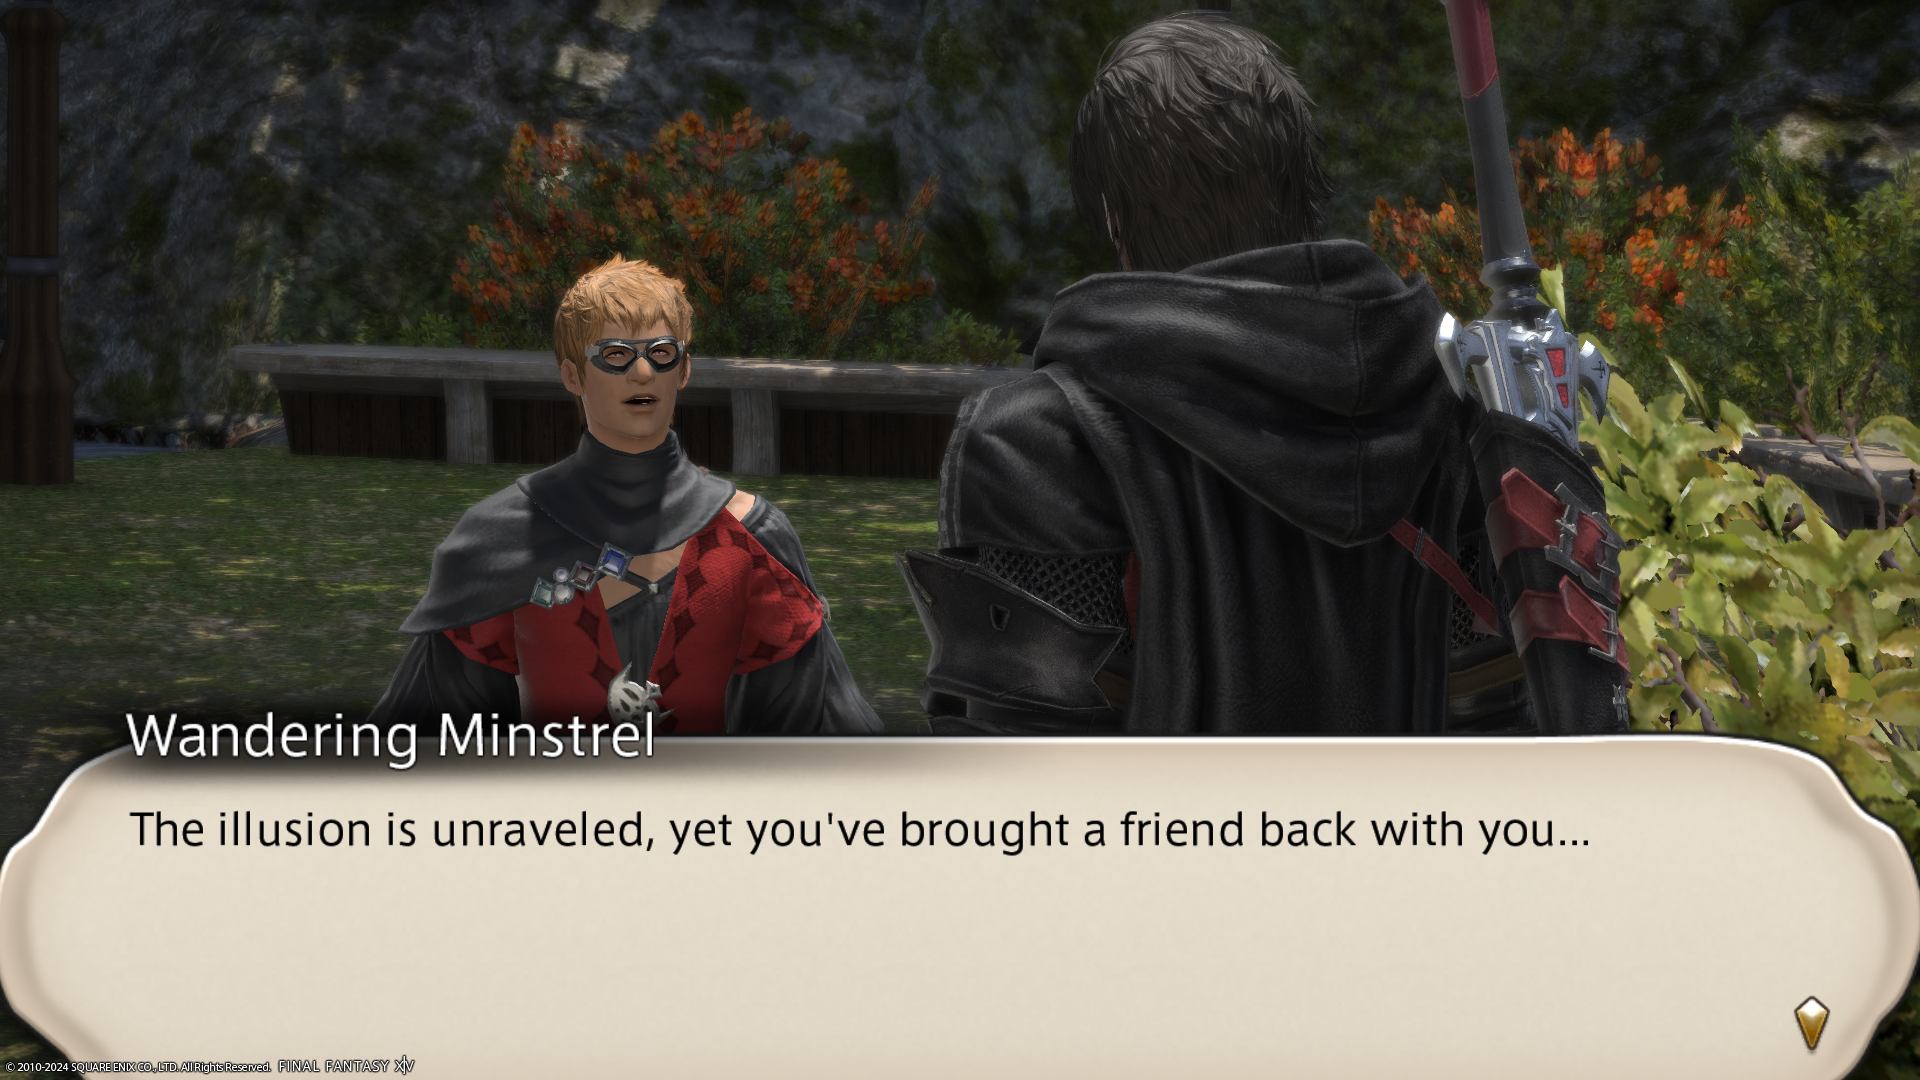 Wandering Minstrel
The illusion is unraveled, yet you've brought a friend back with you...
© 2010-2024 SQUARE ENIX CO., LTD. All Rights Reserved. FINAL FANTASY XIV